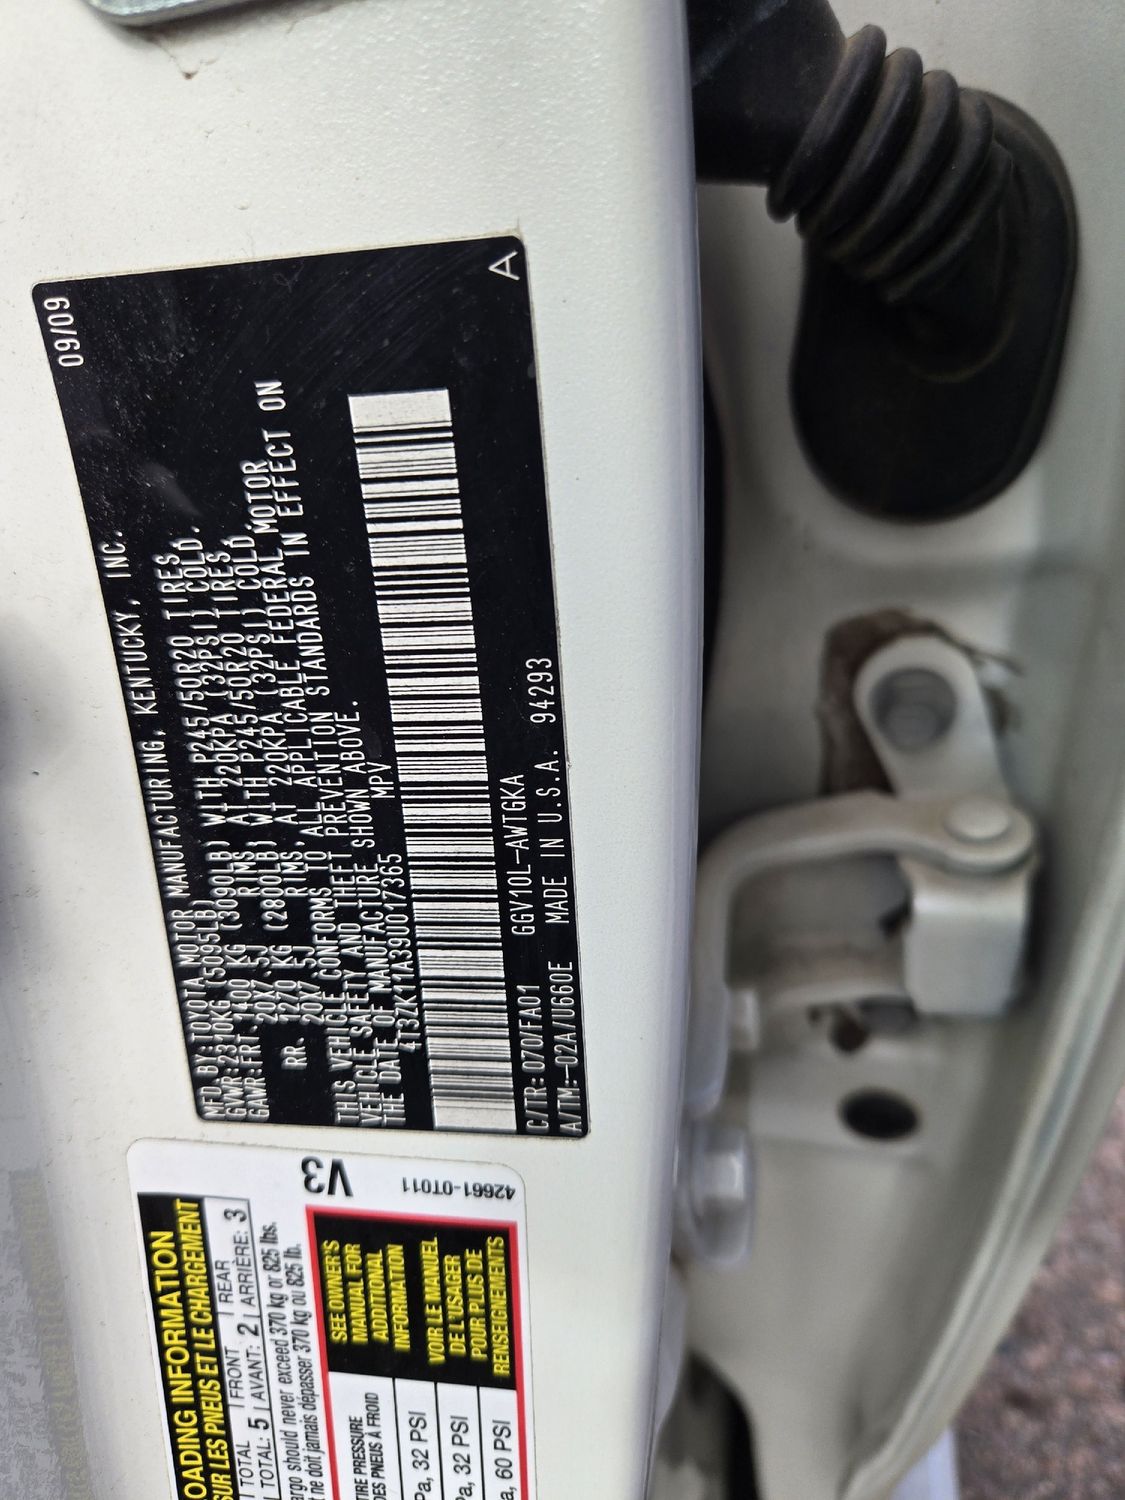 MFD. BY:TOYOTA MOTOR MANUFACTURING, KENTUCKY, INC. 09/09
GVWR:2310KG (5095LB)
GAWR:FRT. 1400 KG (3090LB) WITH P245/50R20 TIRES,
20X7.5J RIMS, AT 220KPA (32PSI) COLD.
RR. 1270 KG (2800LB) WITH P245/50R20 TIRES,
20X7.5J RIMS, AT 220KPA (32PSI) COLD.
THIS VEHICLE CONFORMS TO ALL APPLICABLE FEDERAL MOTOR
VEHICLE SAFETY AND THEFT PREVENTION STANDARDS IN EFFECT ON
THE DATE OF MANUFACTURE SHOWN ABOVE.
4T3ZK11A39U017365 MPV
C/TR:070/FA01 GGV10L-AWTGKA A
A/TM:-02A/U660E MADE IN U.S.A. 94293
OADING INFORMATION
SUR LES PNEUS ET LE CHARGEMENT
TOTAL FRONT REAR
TOTAL: 5 AVANT: 2 ARRIÈRE: 3
argo should never exceed 370 kg or 825 lbs.
t ne doit jamais dépasser 370 kg ou 825 lb.
V3
42661-0T011
TIRE PRESSURE
DES PNEUS À FROID
Pa, 32 PSI
Pa, 32 PSI
a, 60 PSI
SEE OWNER'S
MANUAL FOR
ADDITIONAL
INFORMATION
VOIR LE MANUEL
DE L'USAGER
POUR PLUS DE
RENSEIGNEMENTS